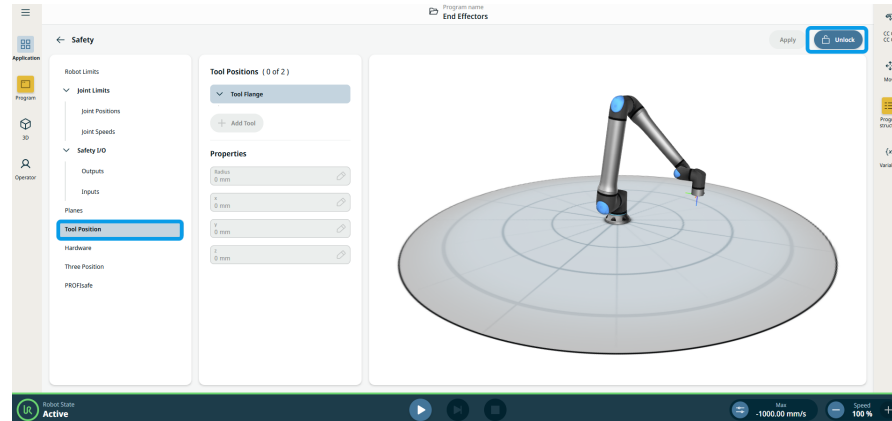 Program name
End Effectors
Application
Program
3D
Operator
Safety
Apply
Unlock
Robot Limits
Joint Limits
Joint Positions
Joint Speeds
Safety I/O
Outputs
Inputs
Planes
Tool Position
Hardware
Three Position
PROFIsafe
Tool Positions ( 0 of 2 )
Tool Flange
+ Add Tool
Properties
Radius
0 mm
X
0 mm
Y
0 mm
Z
0 mm
Robot State
Active
Max
-1000.00 mm/s
Speed
100 %